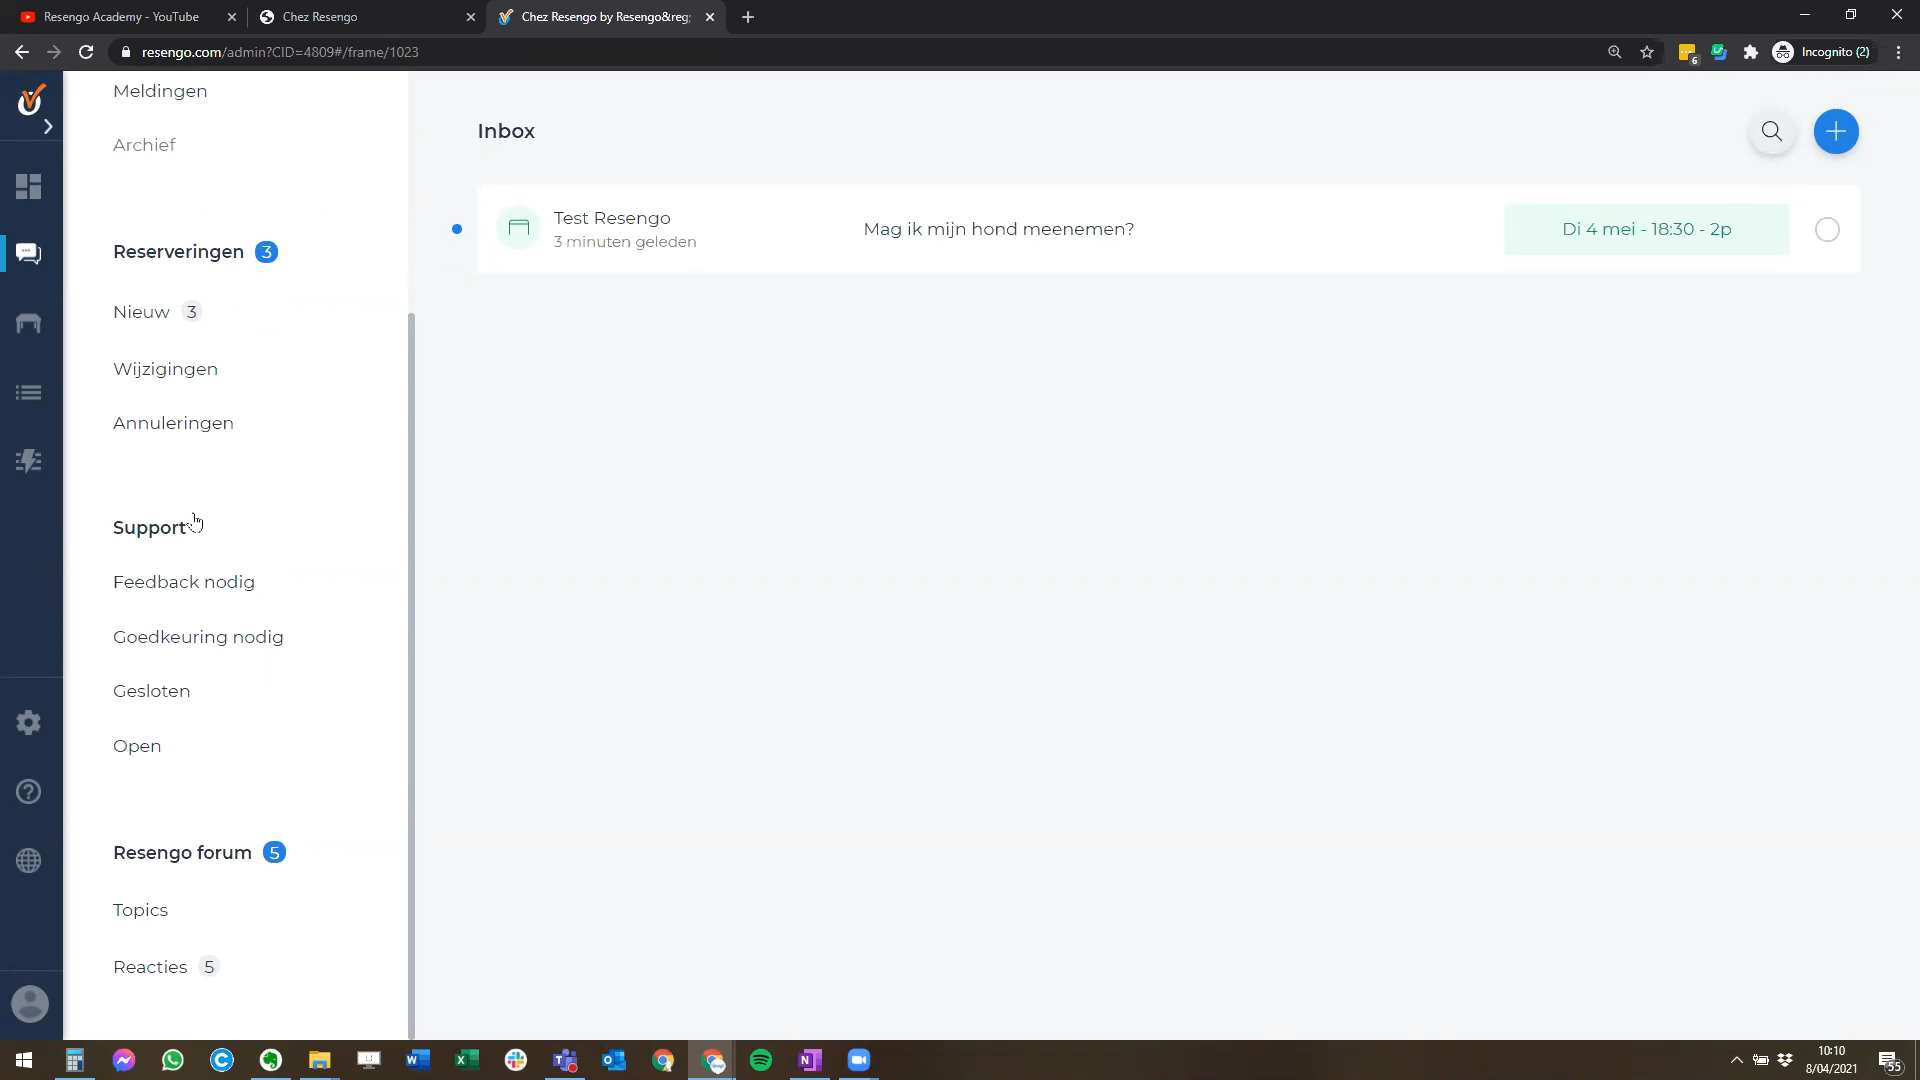 Resengo Academy - YouTube
Chez Resengo
Chez Resengo by Resengo&reg;
resengo.com/admin?CID=4809#/frame/1023
6
Incognito (2)
Meldingen
Archief
Reserveringen 3
Nieuw 3
Wijzigingen
Annuleringen
Support
Feedback nodig
Goedkeuring nodig
Gesloten
Open
Resengo forum 5
Topics
Reacties 5
Inbox
Test Resengo
3 minuten geleden
Mag ik mijn hond meenemen?
Di 4 mei - 18:30 - 2p
10:10
8/04/2021
55